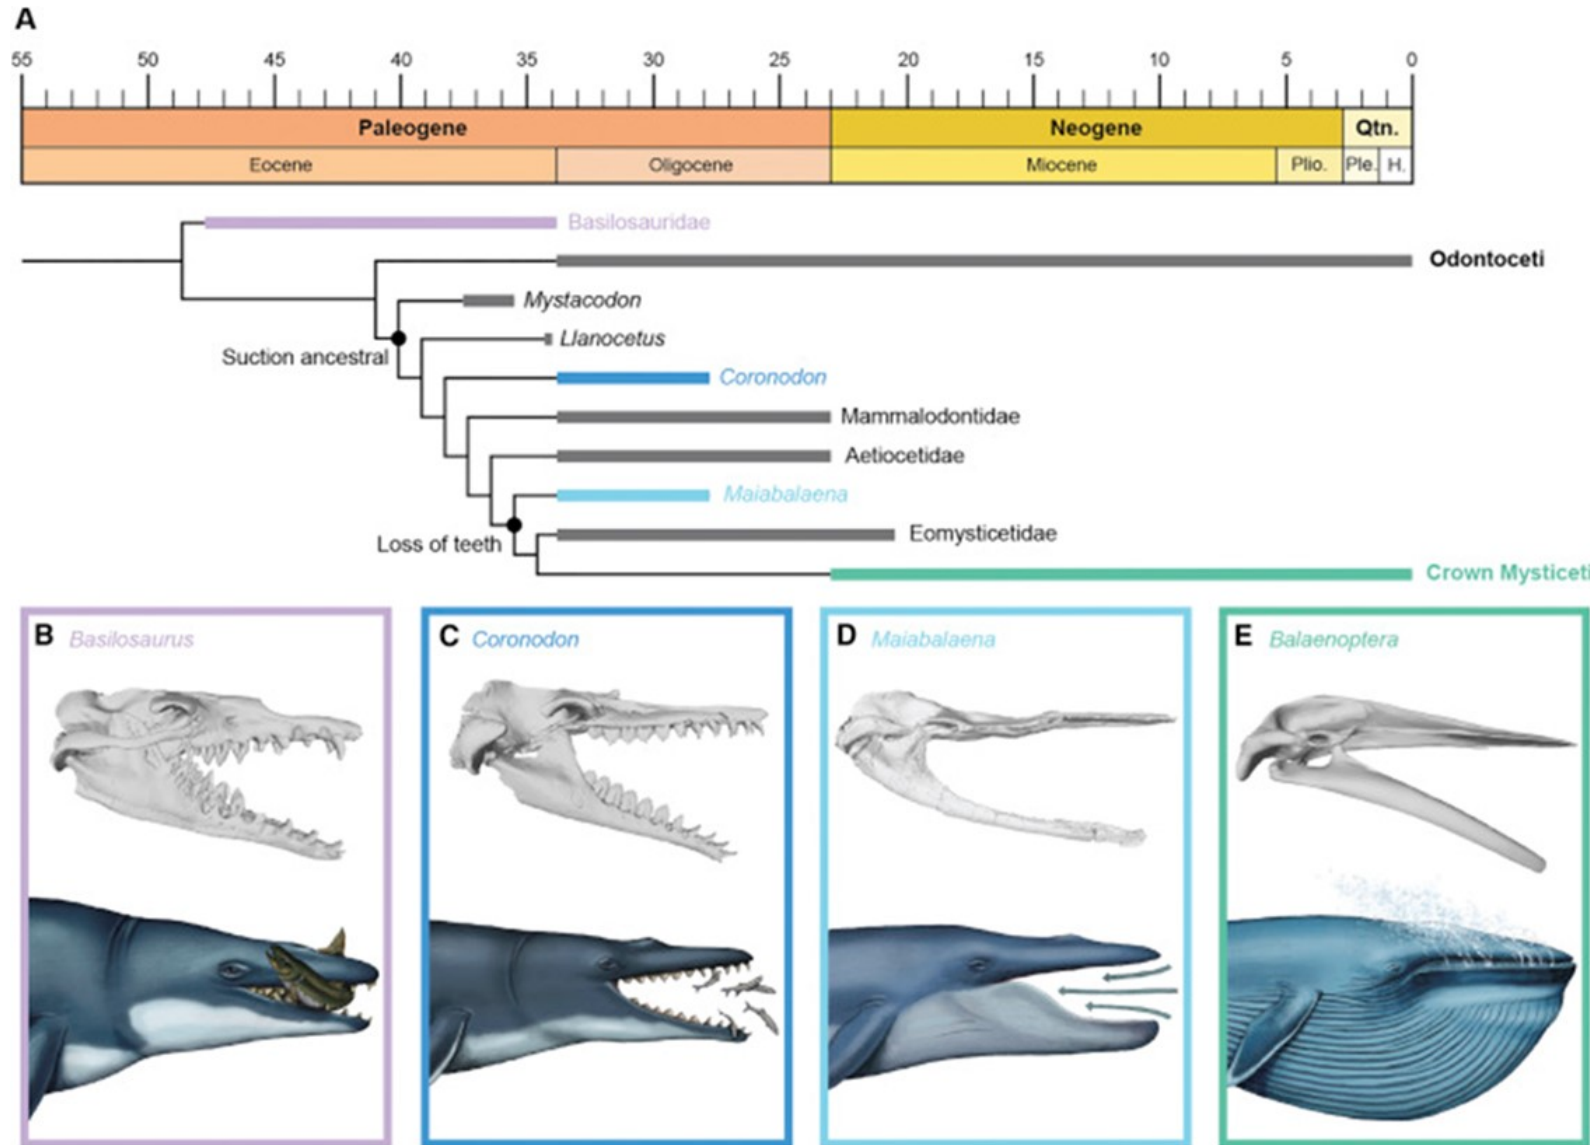 A
55 50 45 40 35 30 25 20 15 10 5 0
Paleogene Neogene Qtn.
Eocene Oligocene Miocene Plio. Ple. H.
Basilosauridae
Odontoceti
Mystacodon
Llanocetus
Suction ancestral
Coronodon
Mammalodontidae
Aetiocetidae
Maiabalaena
Eomysticetidae
Loss of teeth
Crown Mysticeti
B Basilosaurus
C Coronodon
D Maiabalaena
E Balaenoptera